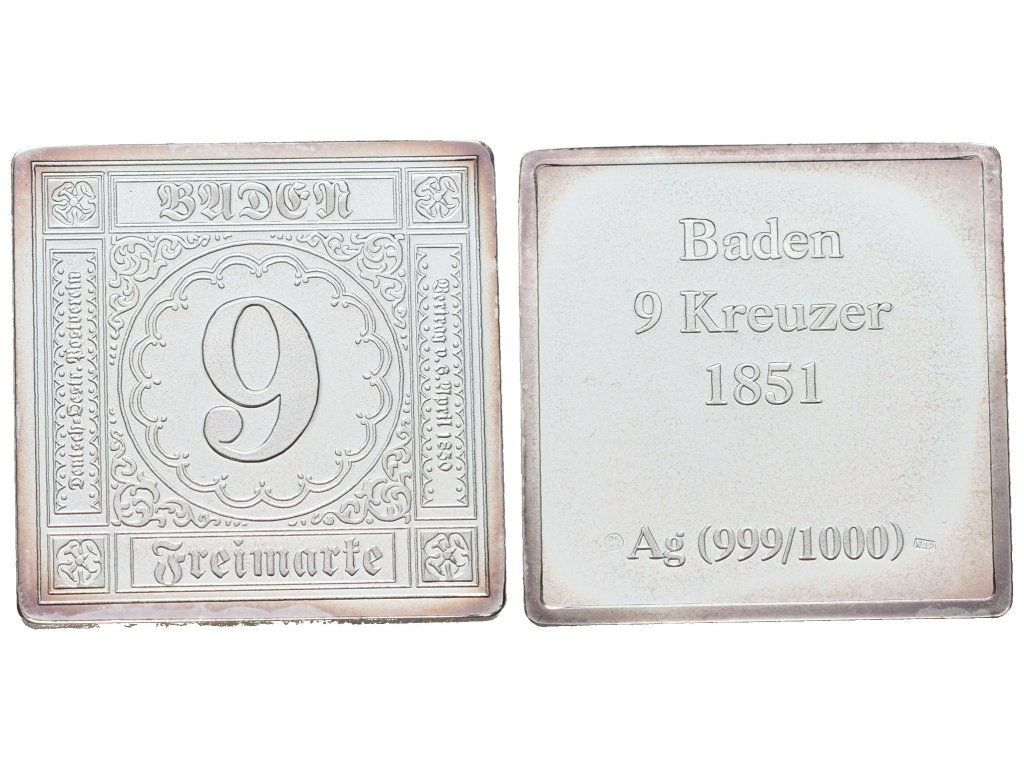 BADEN
Deutsch-Oestr. Postverein
9
Vertrag v. 6. April 1850
Freimarke
Baden
9 Kreuzer
1851
Ag (999/1000)